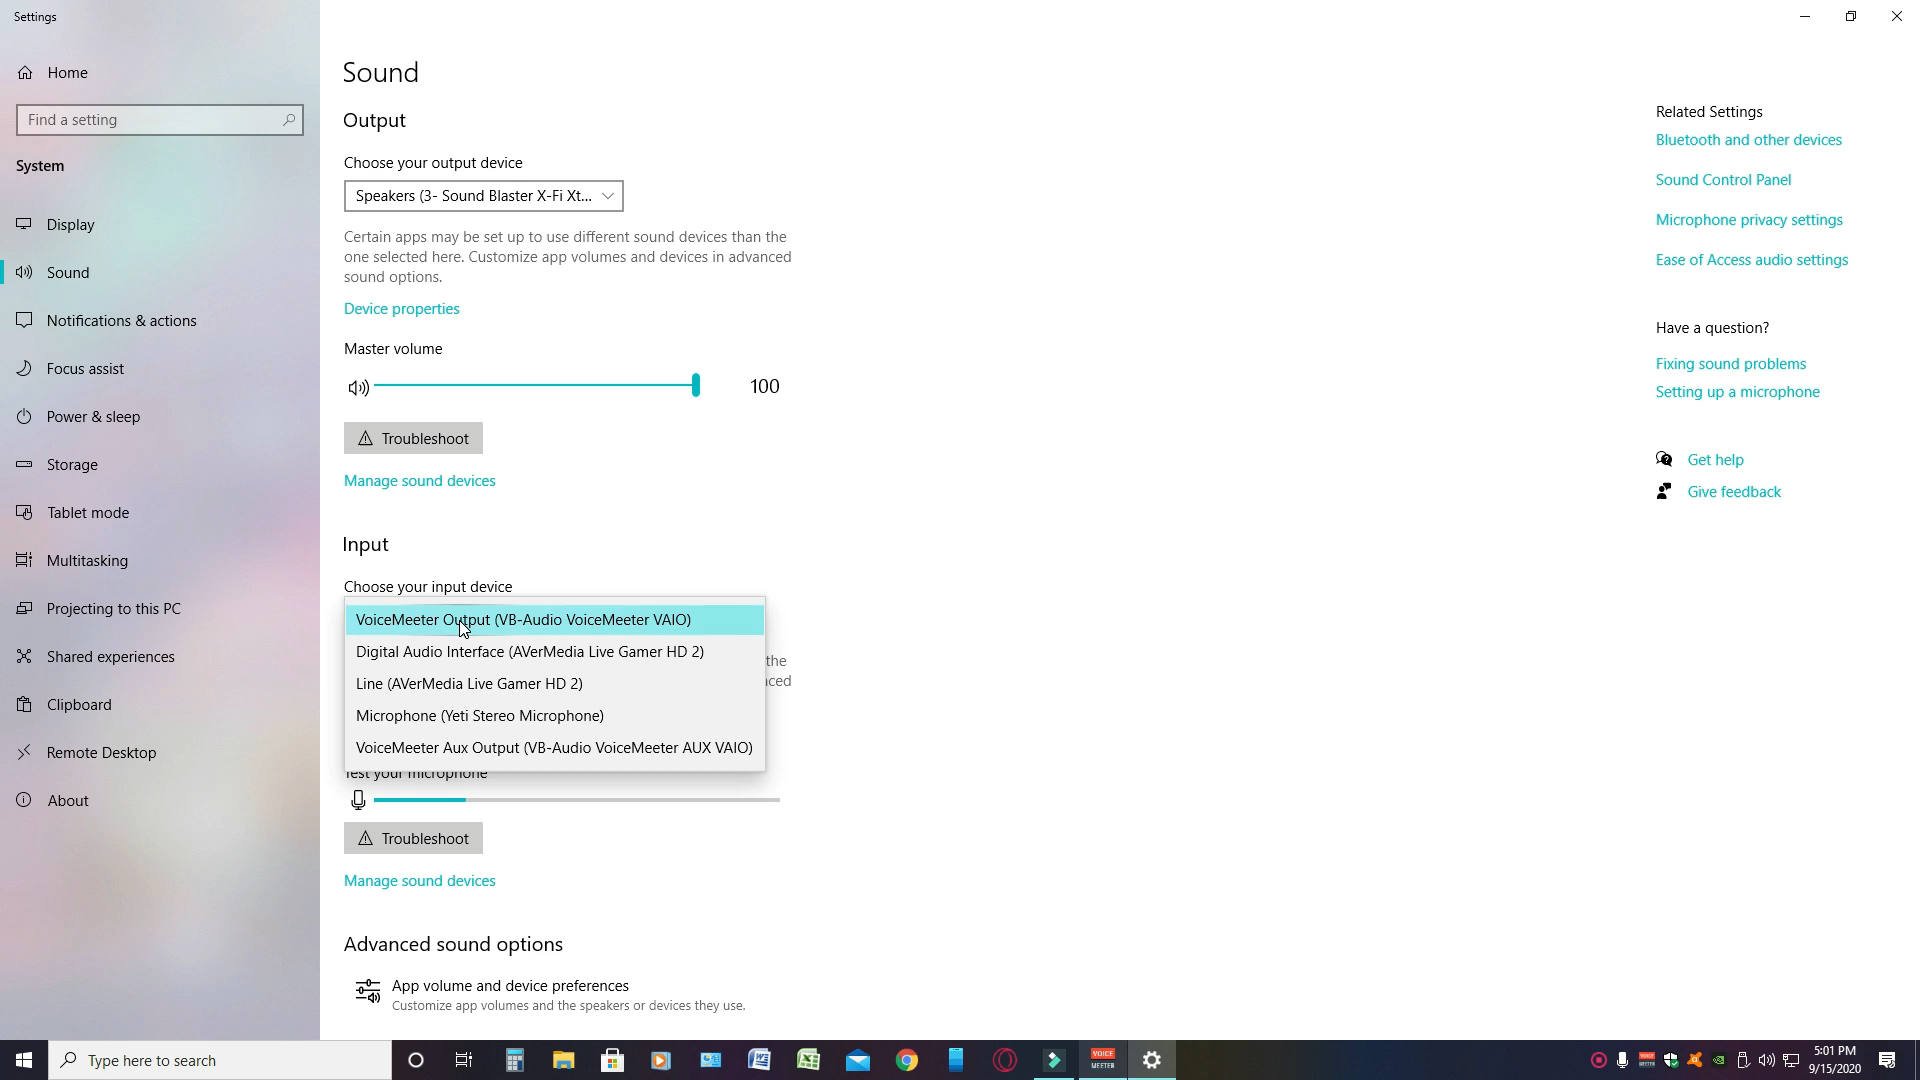 Settings
Home
Find a setting
System
Display
Sound
Notifications & actions
Focus assist
Power & sleep
Storage
Tablet mode
Multitasking
Projecting to this PC
Shared experiences
Clipboard
Remote Desktop
About
Sound
Output
Choose your output device
Speakers (3- Sound Blaster X-Fi Xt...
Certain apps may be set up to use different sound devices than the
one selected here. Customize app volumes and devices in advanced
sound options.
Device properties
Master volume
100
Troubleshoot
Manage sound devices
Input
Choose your input device
VoiceMeeter Output (VB-Audio VoiceMeeter VAIO)
Digital Audio Interface (AVerMedia Live Gamer HD 2)
the
Line (AVerMedia Live Gamer HD 2)
Microphone (Yeti Stereo Microphone)
VoiceMeeter Aux Output (VB-Audio VoiceMeeter AUX VAIO)
Test your microphone
Troubleshoot
Manage sound devices
Advanced sound options
App volume and device preferences
Customize app volumes and the speakers or devices they use.
Related Settings
Bluetooth and other devices
Sound Control Panel
Microphone privacy settings
Ease of Access audio settings
Have a question?
Fixing sound problems
Setting up a microphone
Get help
Give feedback
Type here to search
VOICE
MEETER
5:01 PM
9/15/2020